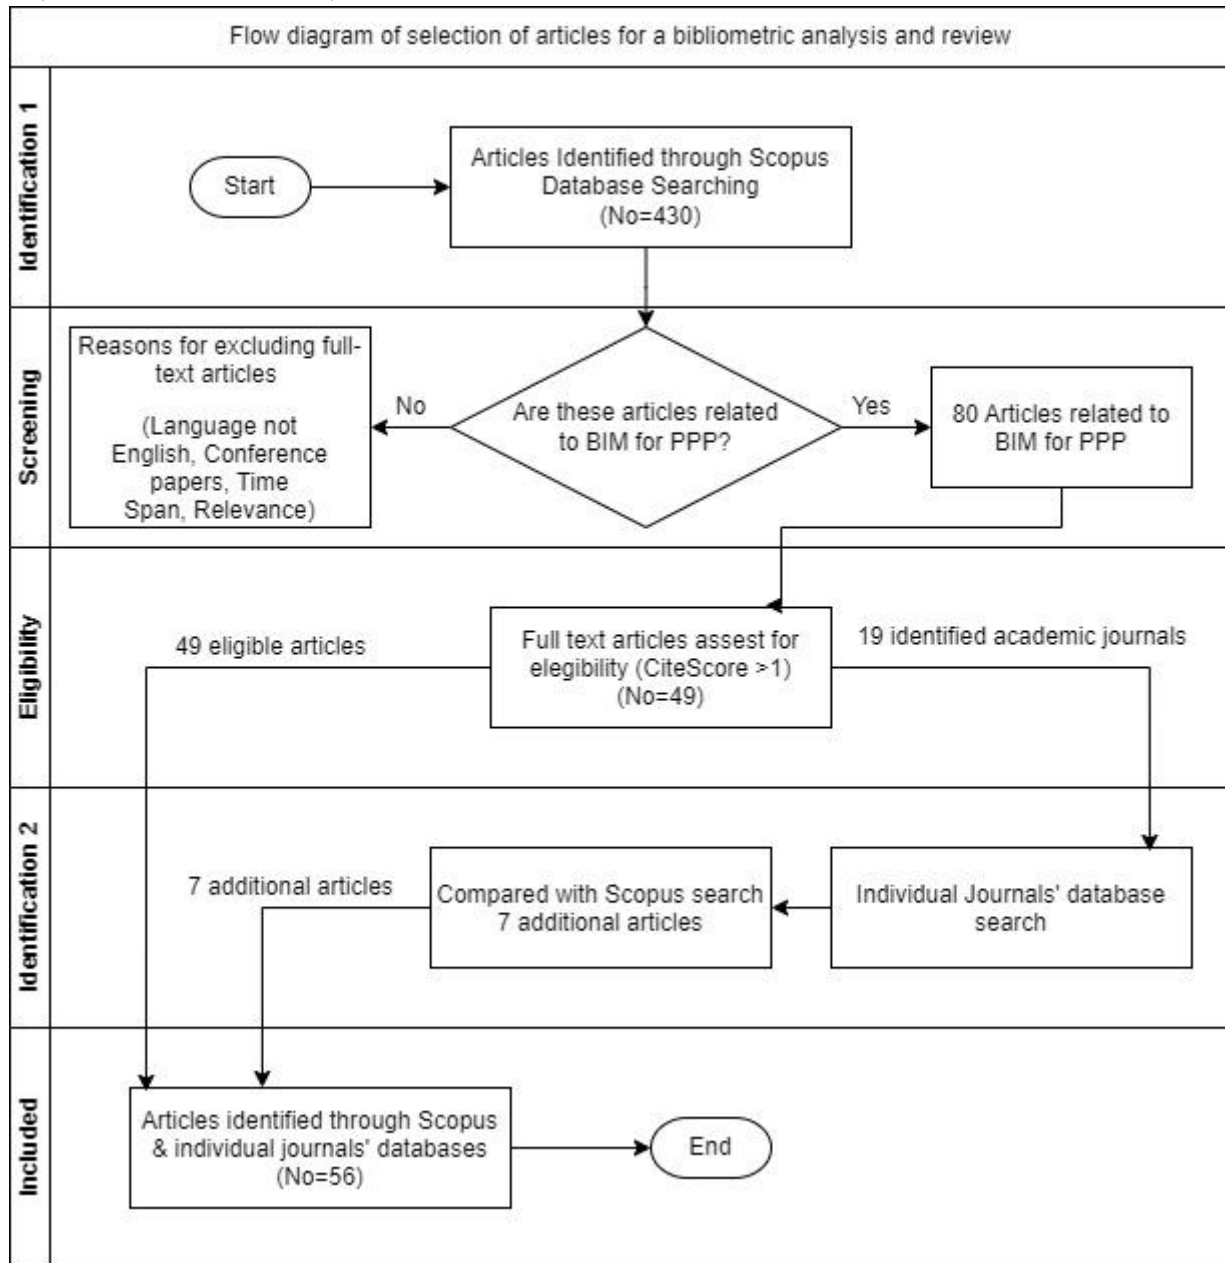 Flow diagram of selection of articles for a bibliometric analysis and review
Identification 1
Start
Articles Identified through Scopus
Database Searching
(No=430)
Screening
Reasons for excluding full-
text articles
(Language not
English, Conference
papers, Time
Span, Relevance)
No
Are these articles related
to BIM for PPP?
Yes
80 Articles related to
BIM for PPP
Eligibility
49 eligible articles
Full text articles assest for
elegibility (CiteScore >1)
(No=49)
19 identified academic journals
Identification 2
7 additional articles
Compared with Scopus search
7 additional articles
Individual Journals' database
search
Included
Articles identified through Scopus
& individual journals' databases
(No=56)
End